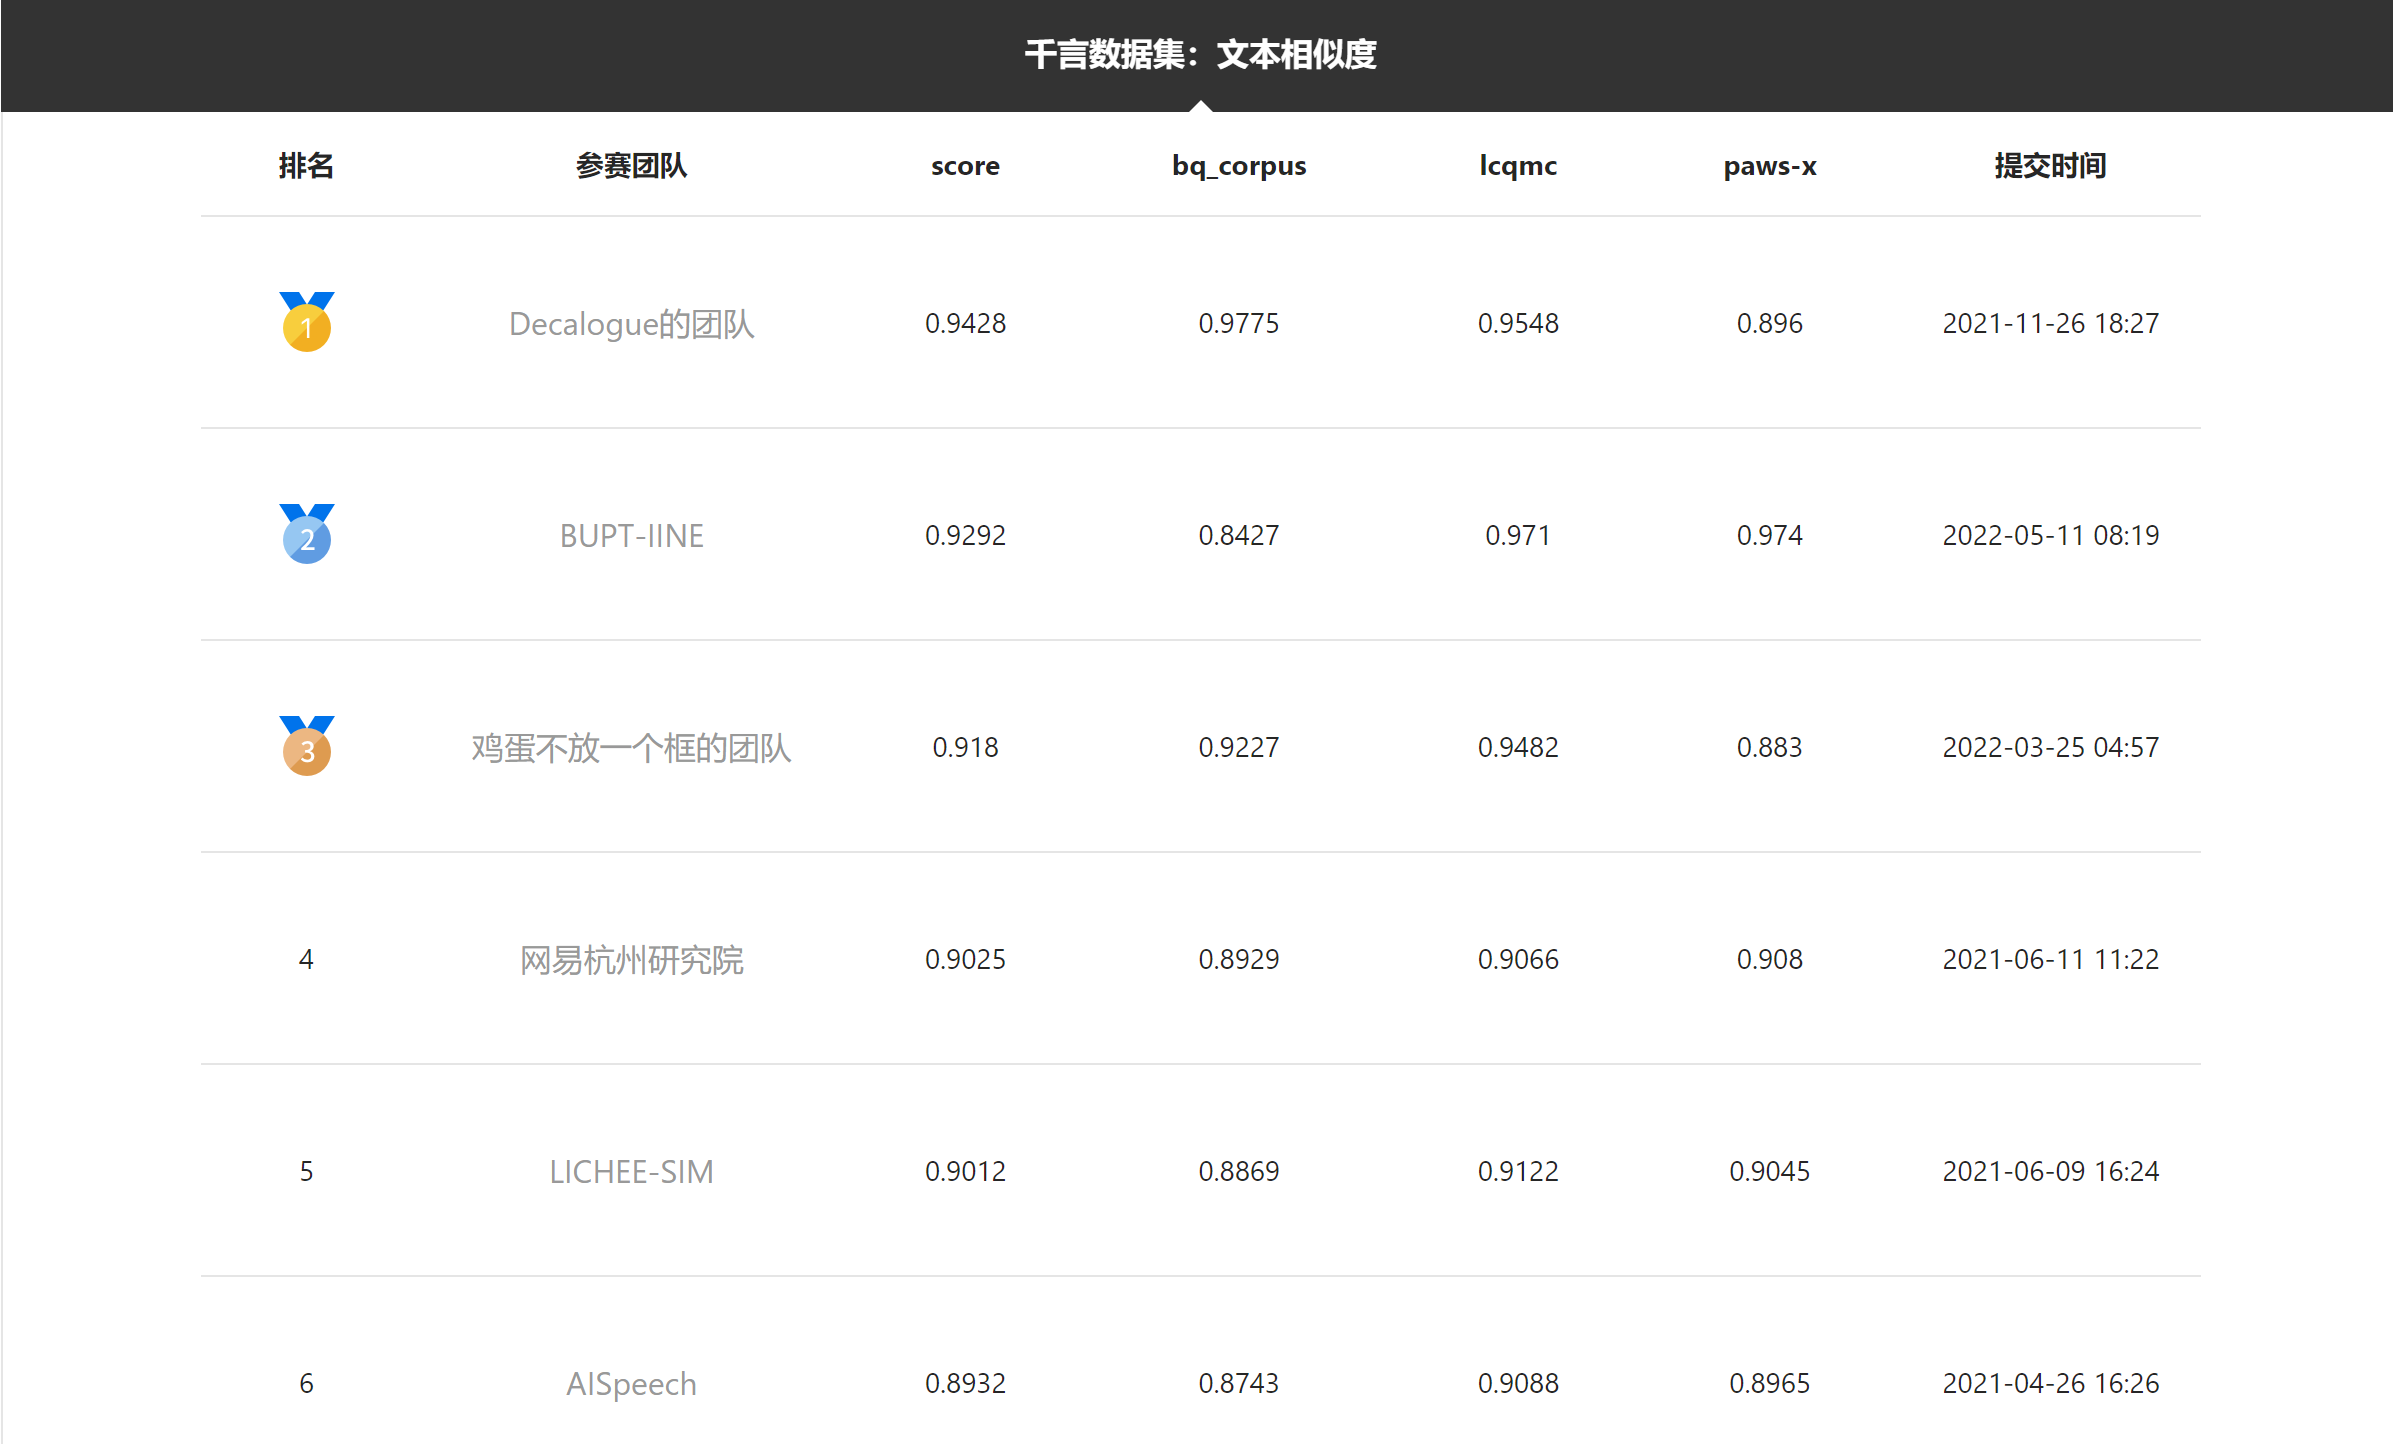 千言数据集：文本相似度
排名 参赛团队 score bq_corpus lcqmc paws-x 提交时间
1 Decalogue的团队 0.9428 0.9775 0.9548 0.896 2021-11-26 18:27
2 BUPT-IINE 0.9292 0.8427 0.971 0.974 2022-05-11 08:19
3 鸡蛋不放一个框的团队 0.918 0.9227 0.9482 0.883 2022-03-25 04:57
4 网易杭州研究院 0.9025 0.8929 0.9066 0.908 2021-06-11 11:22
5 LICHEE-SIM 0.9012 0.8869 0.9122 0.9045 2021-06-09 16:24
6 AISpeech 0.8932 0.8743 0.9088 0.8965 2021-04-26 16:26